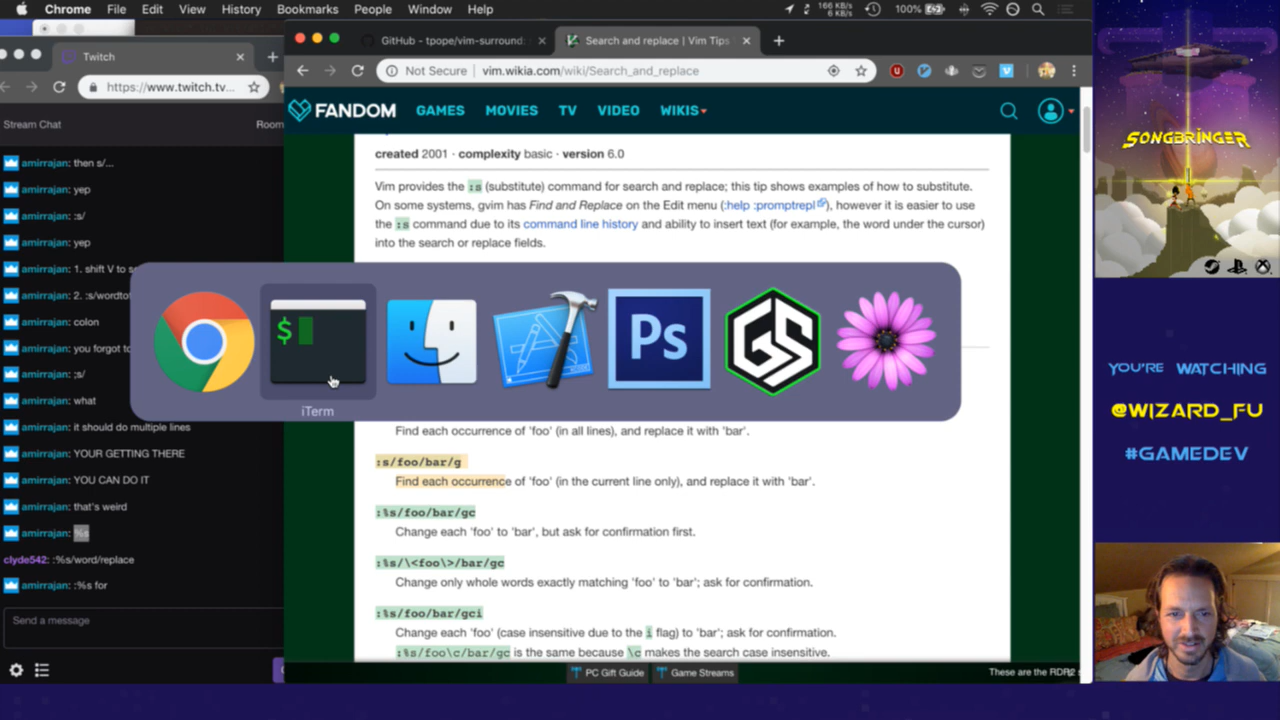 Chrome File Edit View History Bookmarks People Window Help
166 KB/s
6 KB/s
100%
Twitch
https://www.twitch.tv...
Stream Chat
Room
amirrajan: then s/...
amirrajan: yep
amirrajan: :s/
amirrajan: yep
amirrajan: 1. shift V to s
amirrajan: 2. :s/wordto
amirrajan: colon
amirrajan: you forgot to
amirrajan: ;s/
amirrajan: what
amirrajan: it should do multiple lines
amirrajan: YOUR GETTING THERE
amirrajan: YOU CAN DO IT
amirrajan: that's weird
amirrajan: %s
clyde542: :%s/word/replace
amirrajan: :%s for
Send a message
GitHub - tpope/vim-surround:
Search and replace | Vim Tips
Not Secure | vim.wikia.com/wiki/Search_and_replace
FANDOM GAMES MOVIES TV VIDEO WIKIS
created 2001 · complexity basic · version 6.0
Vim provides the :s (substitute) command for search and replace; this tip shows examples of how to substitute.
On some systems, gvim has Find and Replace on the Edit menu (:help :promptrepl), however it is easier to use
the :s command due to its command line history and ability to insert text (for example, the word under the cursor)
into the search or replace fields.
$
Ps
GS
iTerm
Find each occurrence of 'foo' (in all lines), and replace it with 'bar'.
:s/foo/bar/g
Find each occurrence of 'foo' (in the current line only), and replace it with 'bar'.
:%s/foo/bar/gc
Change each 'foo' to 'bar', but ask for confirmation first.
:%s/\<foo\>/bar/gc
Change only whole words exactly matching 'foo' to 'bar'; ask for confirmation.
:%s/foo/bar/gci
Change each 'foo' (case insensitive due to the i flag) to 'bar'; ask for confirmation.
:%s/foo\c/bar/gc is the same because \c makes the search case insensitive.
PC Gift Guide
Game Streams
These are the RDR2
SONGBRINGER
YOU'RE WATCHING
@WIZARD_FU
#GAMEDEV